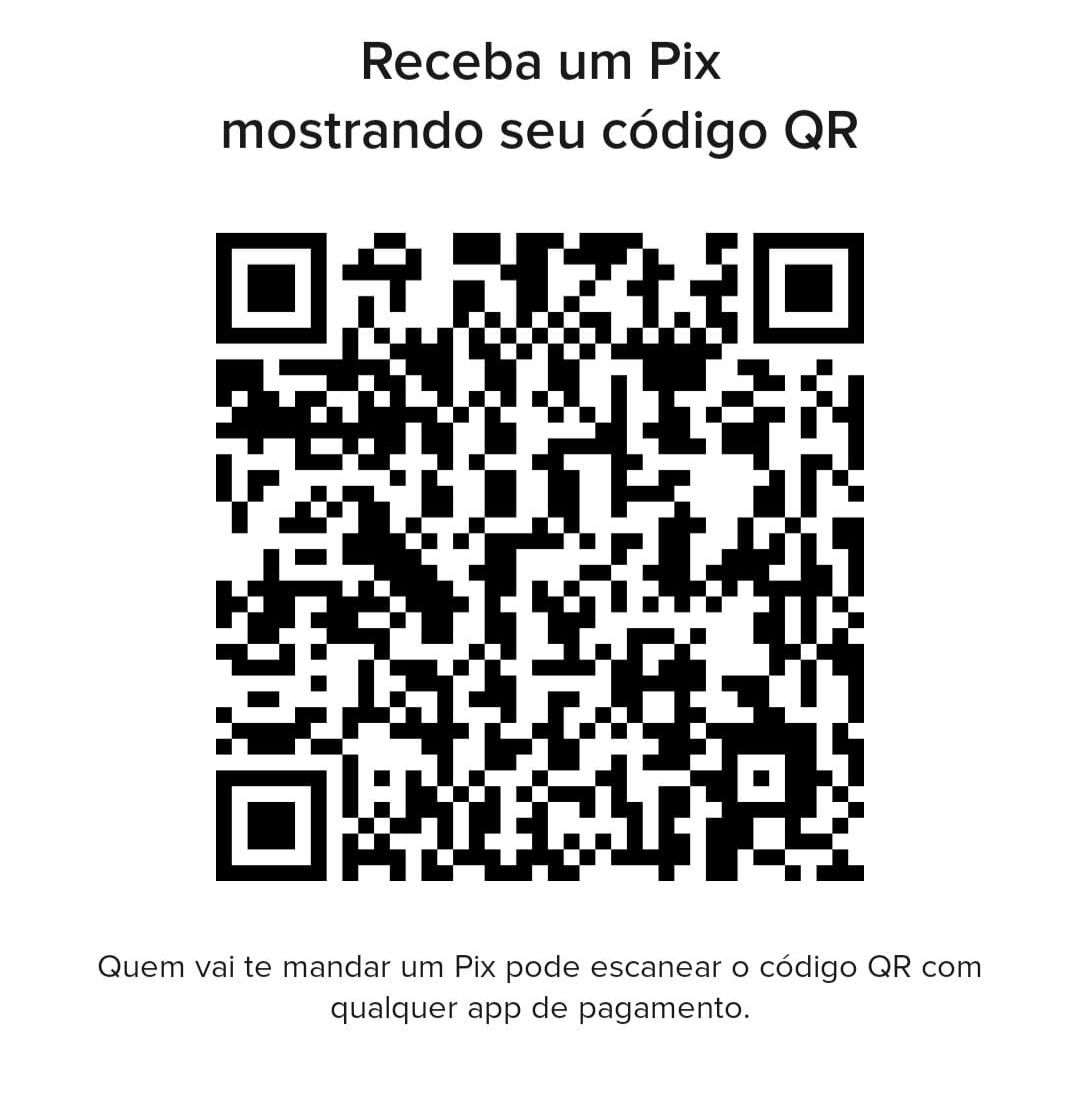 Receba um Pix
mostrando seu código QR
Quem vai te mandar um Pix pode escanear o código QR com
qualquer app de pagamento.